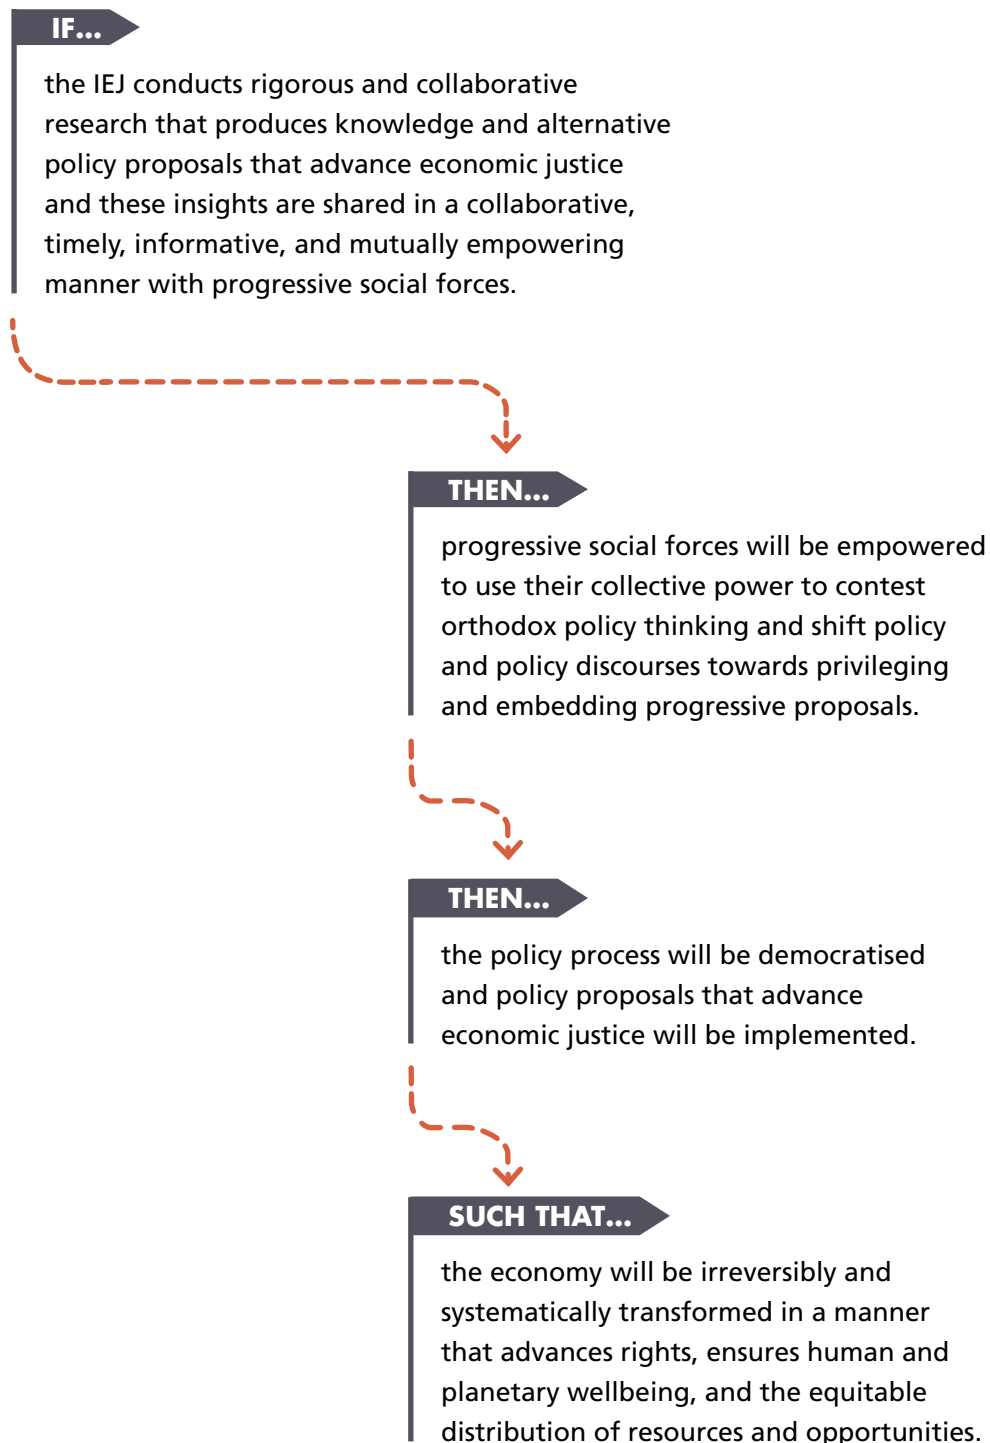 IF...
the IEJ conducts rigorous and collaborative
research that produces knowledge and alternative
policy proposals that advance economic justice
and these insights are shared in a collaborative,
timely, informative, and mutually empowering
manner with progressive social forces.
THEN...
progressive social forces will be empowered
to use their collective power to contest
orthodox policy thinking and shift policy
and policy discourses towards privileging
and embedding progressive proposals.
THEN...
the policy process will be democratised
and policy proposals that advance
economic justice will be implemented.
SUCH THAT...
the economy will be irreversibly and
systematically transformed in a manner
that advances rights, ensures human and
planetary wellbeing, and the equitable
distribution of resources and opportunities.